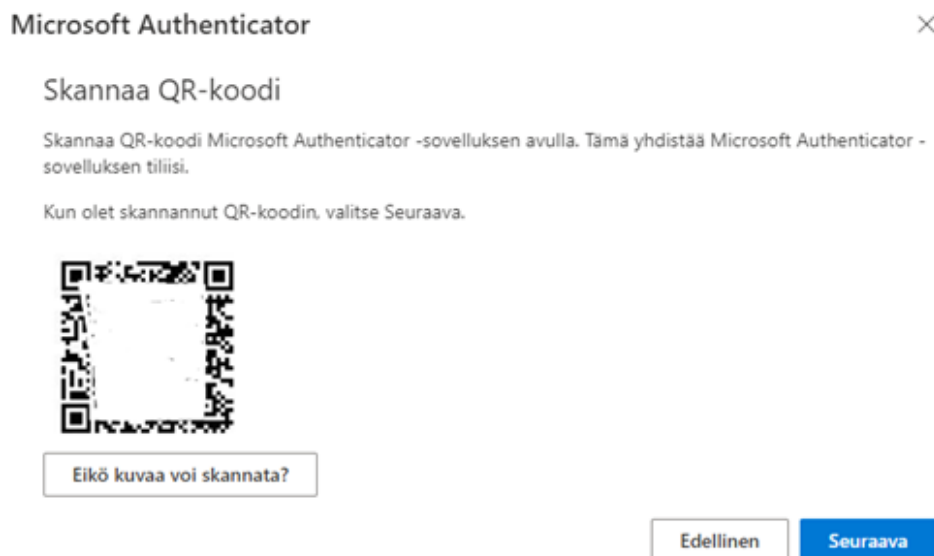 Microsoft Authenticator
Skannaa QR-koodi
Skannaa QR-koodi Microsoft Authenticator -sovelluksen avulla. Tämä yhdistää Microsoft Authenticator -
sovelluksen tiliisi.
Kun olet skannannut QR-koodin, valitse Seuraava.
Eikö kuvaa voi skannata?
Edellinen
Seuraava